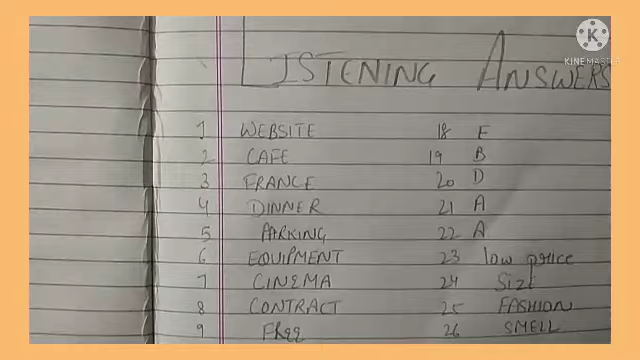 LISTENING ANSWERS
K
KINEMASTER
1 WEBSITE 18 E
2 CAFE 19 B
3 FRANCE 20 D
4 DINNER 21 A
5 PARKING 22 A
6 EQUIPMENT 23 low price
7 CINEMA 24 Size
8 CONTRACT 25 FASHION
9 FREE 26 SMELL